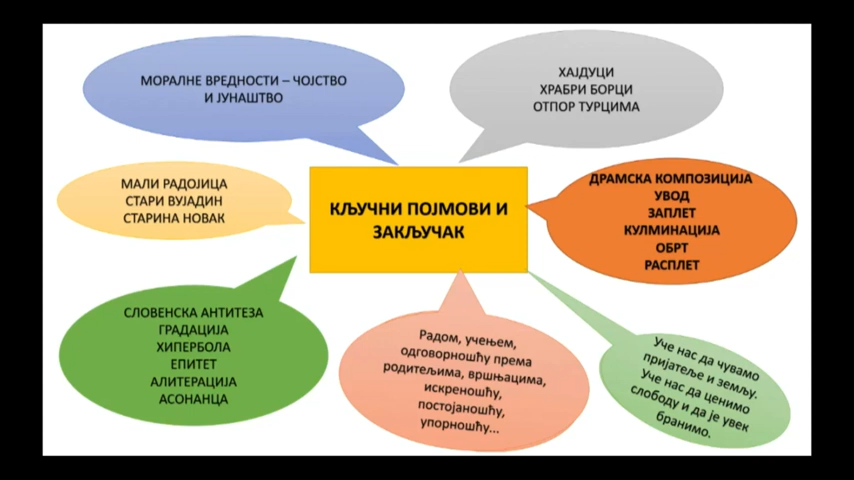 МОРАЛНЕ ВРЕДНОСТИ – ЧОЈСТВО
И ЈУНАШТВО
ХАЈДУЦИ
ХРАБРИ БОРЦИ
ОТПОР ТУРЦИМА
МАЛИ РАДОЈИЦА
СТАРИ ВУЈАДИН
СТАРИНА НОВАК
КЉУЧНИ ПОЈМОВИ И
ЗАКЉУЧАК
ДРАМСКА КОМПОЗИЦИЈА
УВОД
ЗАПЛЕТ
КУЛМИНАЦИЈА
ОБРТ
РАСПЛЕТ
СЛОВЕНСКА АНТИТЕЗА
ГРАДАЦИЈА
ХИПЕРБОЛА
ЕПИТЕТ
АЛИТЕРАЦИЈА
АСОНАНЦА
Радом, учењем,
одговорношћу према
родитељима, вршњацима,
искреношћу,
постојаношћу,
упорношћу...
Уче нас да чувамо
пријатеље и земљу.
Уче нас да ценимо
слободу и да је увек
бранимо.